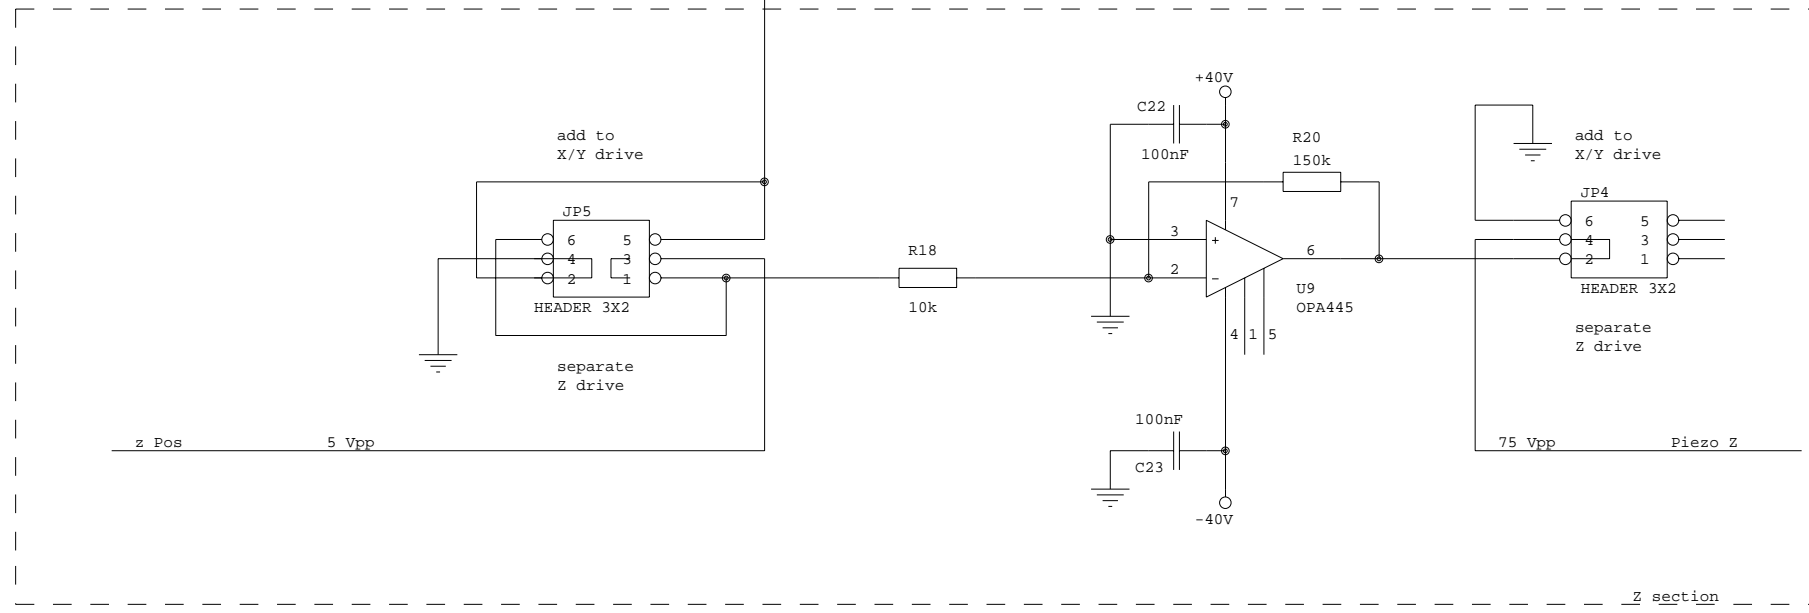 +40V
C22
100nF
R20
150k
add to
X/Y drive
add to
X/Y drive
JP5
6 5
4 3
2 1
HEADER 3X2
separate
Z drive
R18
10k
7
3
+
2
-
6
U9
OPA445
4 1 5
JP4
6 5
4 3
2 1
HEADER 3X2
separate
Z drive
z Pos 5 Vpp
100nF
C23
-40V
75 Vpp Piezo Z
Z section